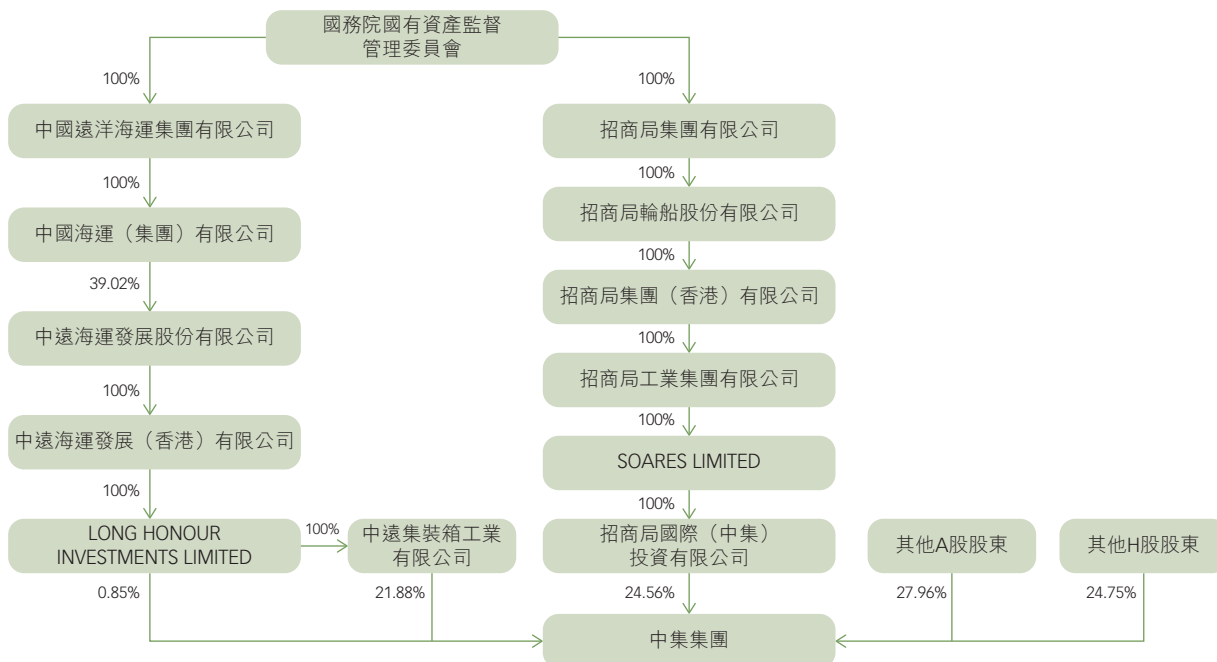 國務院國有資產監督
管理委員會
100%
100%
中國遠洋海運集團有限公司
招商局集團有限公司
100%
100%
中國海運（集團）有限公司
招商局輪船股份有限公司
39.02%
100%
中遠海運發展股份有限公司
招商局集團（香港）有限公司
100%
100%
中遠海運發展（香港）有限公司
招商局工業集團有限公司
100%
100%
SOARES LIMITED
100%
LONG HONOUR
INVESTMENTS LIMITED
100%
中遠集裝箱工業
有限公司
招商局國際（中集）
投資有限公司
其他A股股東
其他H股股東
0.85%
21.88%
24.56%
27.96%
24.75%
中集集團